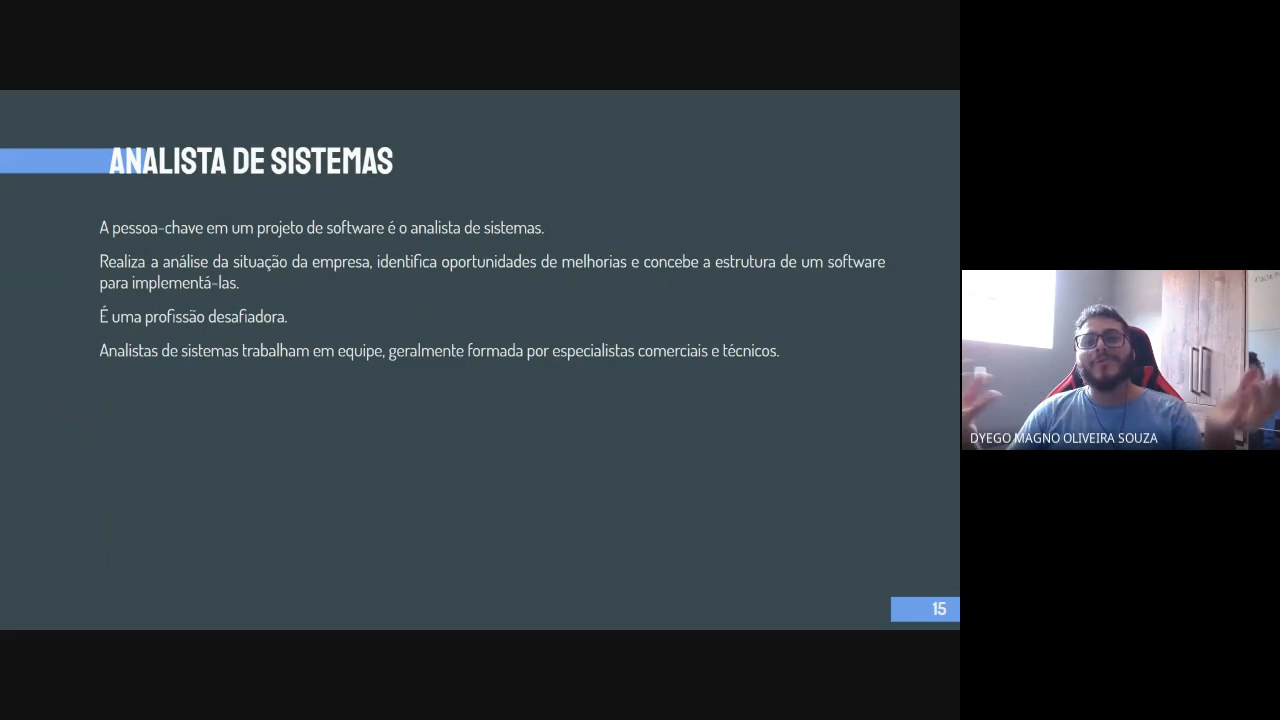 ANALISTA DE SISTEMAS
A pessoa-chave em um projeto de software é o analista de sistemas.
Realiza a análise da situação da empresa, identifica oportunidades de melhorias e concebe a estrutura de um software
para implementá-las.
É uma profissão desafiadora.
Analistas de sistemas trabalham em equipe, geralmente formada por especialistas comerciais e técnicos.
15
DYEGO MAGNO OLIVEIRA SOUZA